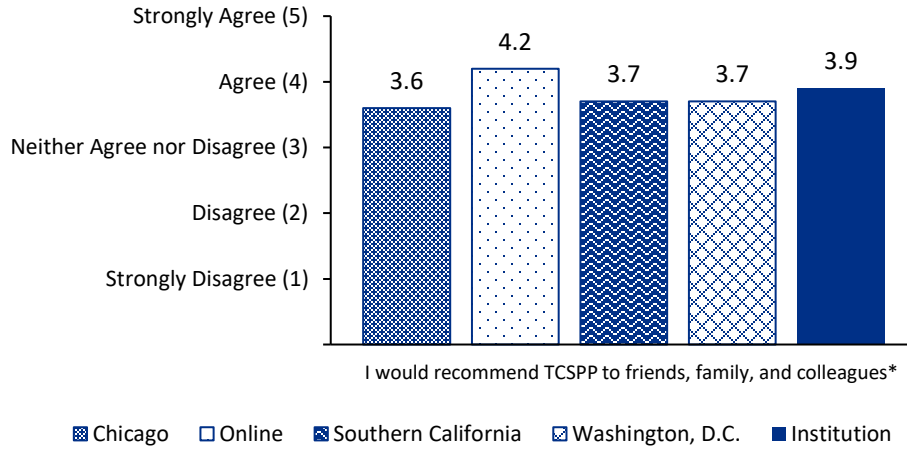 Strongly Agree (5)
Agree (4)
Neither Agree nor Disagree (3)
Disagree (2)
Strongly Disagree (1)
3.6
4.2
3.7
3.7
3.9
I would recommend TCSPP to friends, family, and colleagues*
Chicago
Online
Southern California
Washington, D.C.
Institution